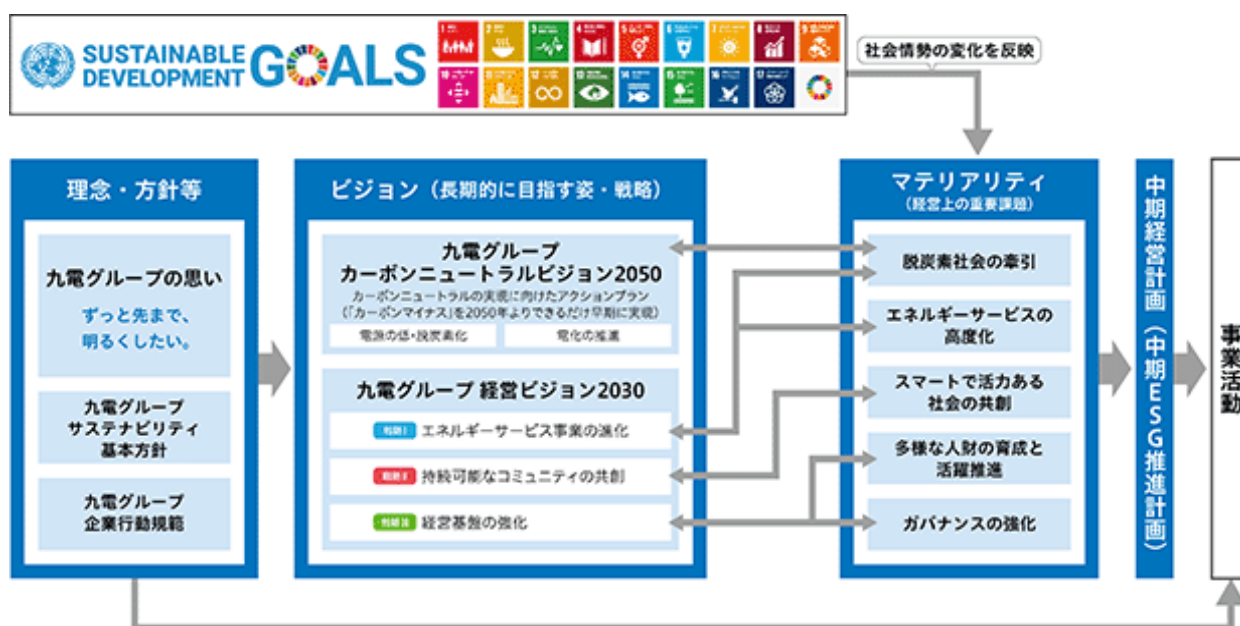 SUSTAINABLE
DEVELOPMENT
GOALS
社会情勢の変化を反映
理念・方針等
九電グループの思い
ずっと先まで、
明るくしたい。
九電グループ
サステナビリティ
基本方針
九電グループ
企業行動規範
ビジョン（長期的に目指す姿・戦略）
九電グループ
カーボンニュートラルビジョン2050
カーボンニュートラルの実現に向けたアクションプラン
（「カーボンマイナス」を2050年よりできるだけ早期に実現）
電源の低・脱炭素化
電化の推進
九電グループ 経営ビジョン2030
戦略Ⅰ エネルギーサービス事業の進化
戦略Ⅱ 持続可能なコミュニティの共創
戦略Ⅲ 経営基盤の強化
マテリアリティ
（経営上の重要課題）
脱炭素社会の牽引
エネルギーサービスの
高度化
スマートで活力ある
社会の共創
多様な人財の育成と
活躍推進
ガバナンスの強化
中期経営計画（中期ESG推進計画）
事業活動